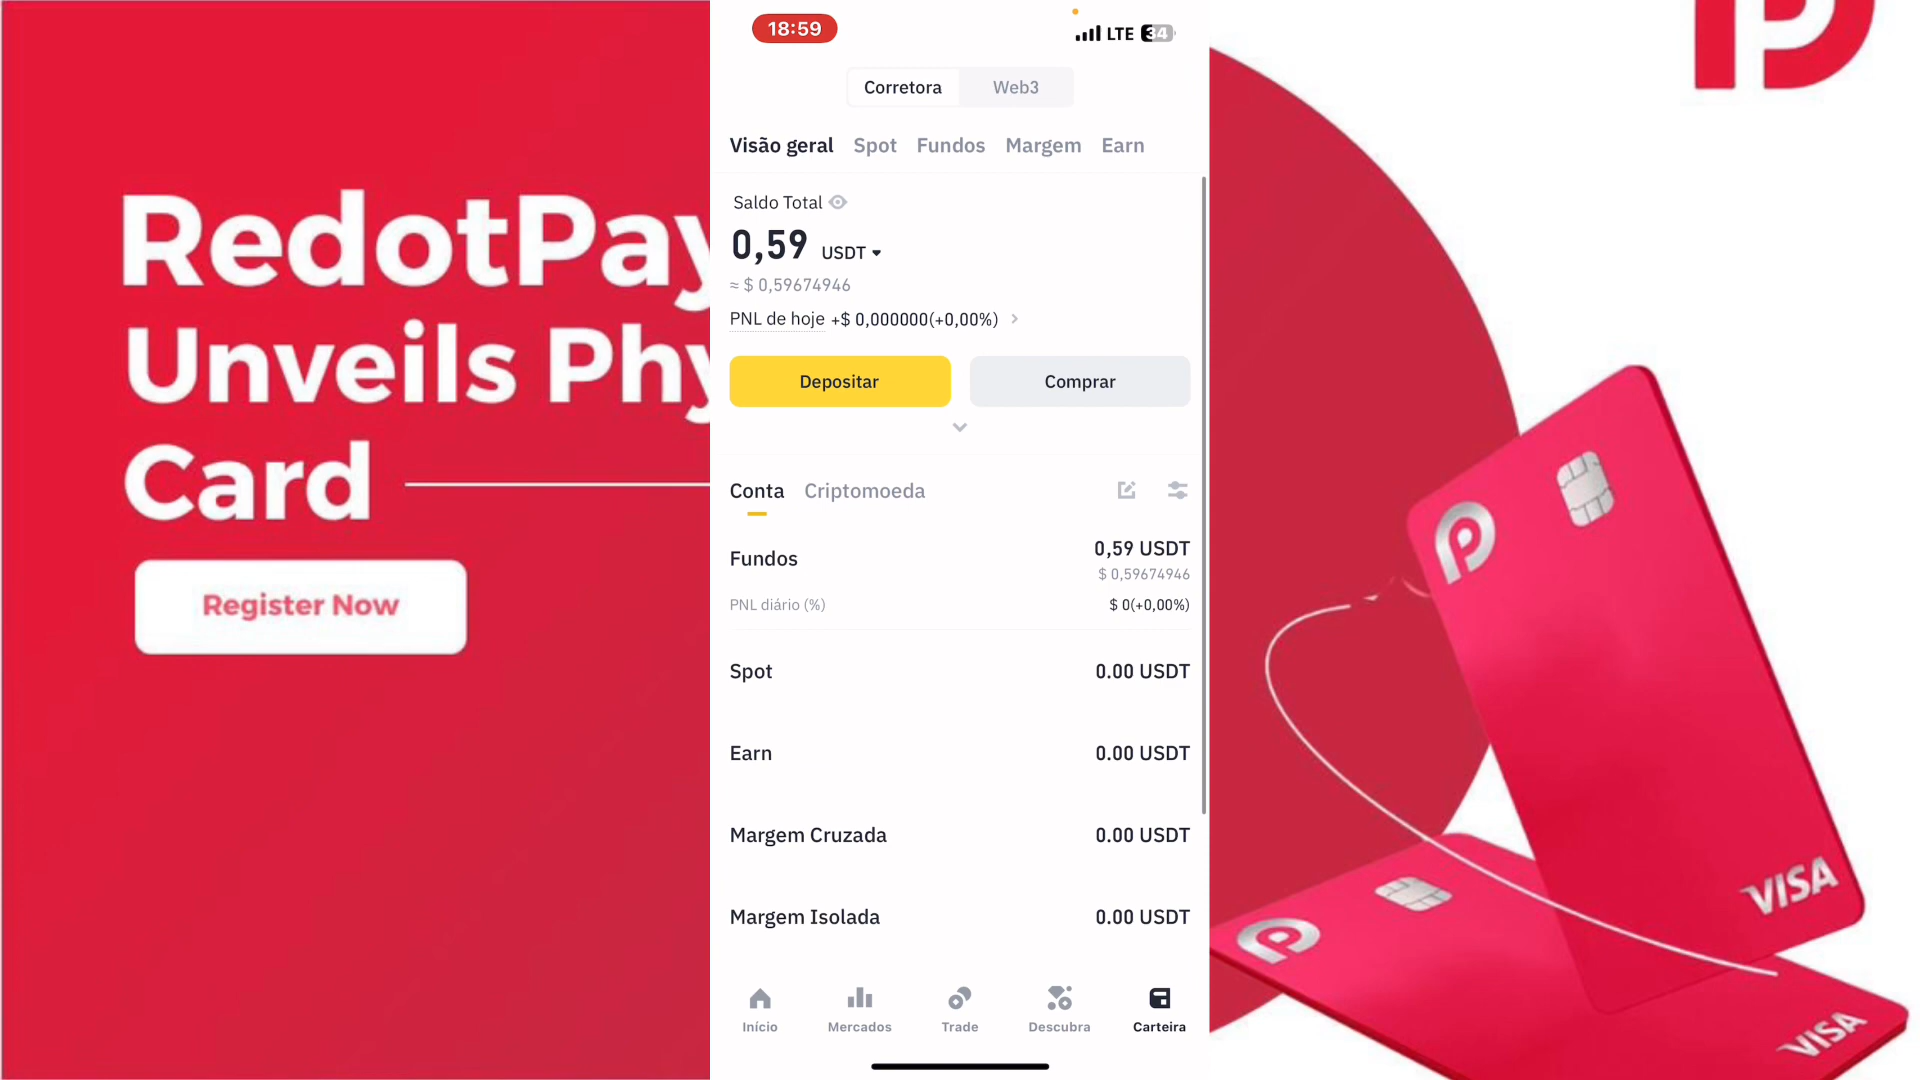 RedotPay
Unveils Phy
Card
Register Now
18:59
LTE 34
Corretora Web3
Visão geral Spot Fundos Margem Earn
Saldo Total
0,59 USDT
≈ $ 0,59674946
PNL de hoje +$ 0,000000(+0,00%)
Depositar Comprar
Conta Criptomoeda
Fundos 0,59 USDT
$ 0,59674946
PNL diário (%) $ 0(+0,00%)
Spot 0.00 USDT
Earn 0.00 USDT
Margem Cruzada 0.00 USDT
Margem Isolada 0.00 USDT
Início Mercados Trade Descubra Carteira
VISA
VISA